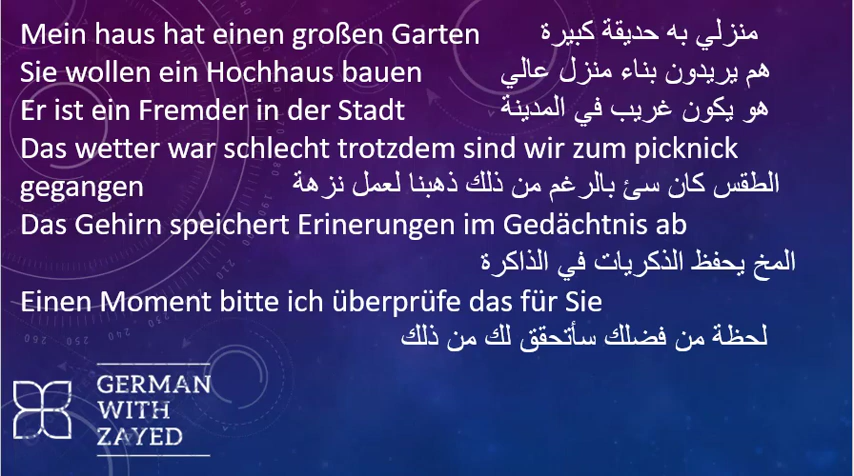 Mein haus hat einen großen Garten منزلي به حديقة كبيرة
Sie wollen ein Hochhaus bauen هم يريدون بناء منزل عالي
Er ist ein Fremder in der Stadt هو يكون غريب في المدينة
Das wetter war schlecht trotzdem sind wir zum picknick
gegangen الطقس كان سئ بالرغم من ذلك ذهبنا لعمل نزهة
Das Gehirn speichert Erinerungen im Gedächtnis ab
المخ يحفظ الذكريات في الذاكرة
Einen Moment bitte ich überprüfe das für Sie
لحظة من فضلك سأتحقق لك من ذلك
GERMAN
WITH
ZAYED